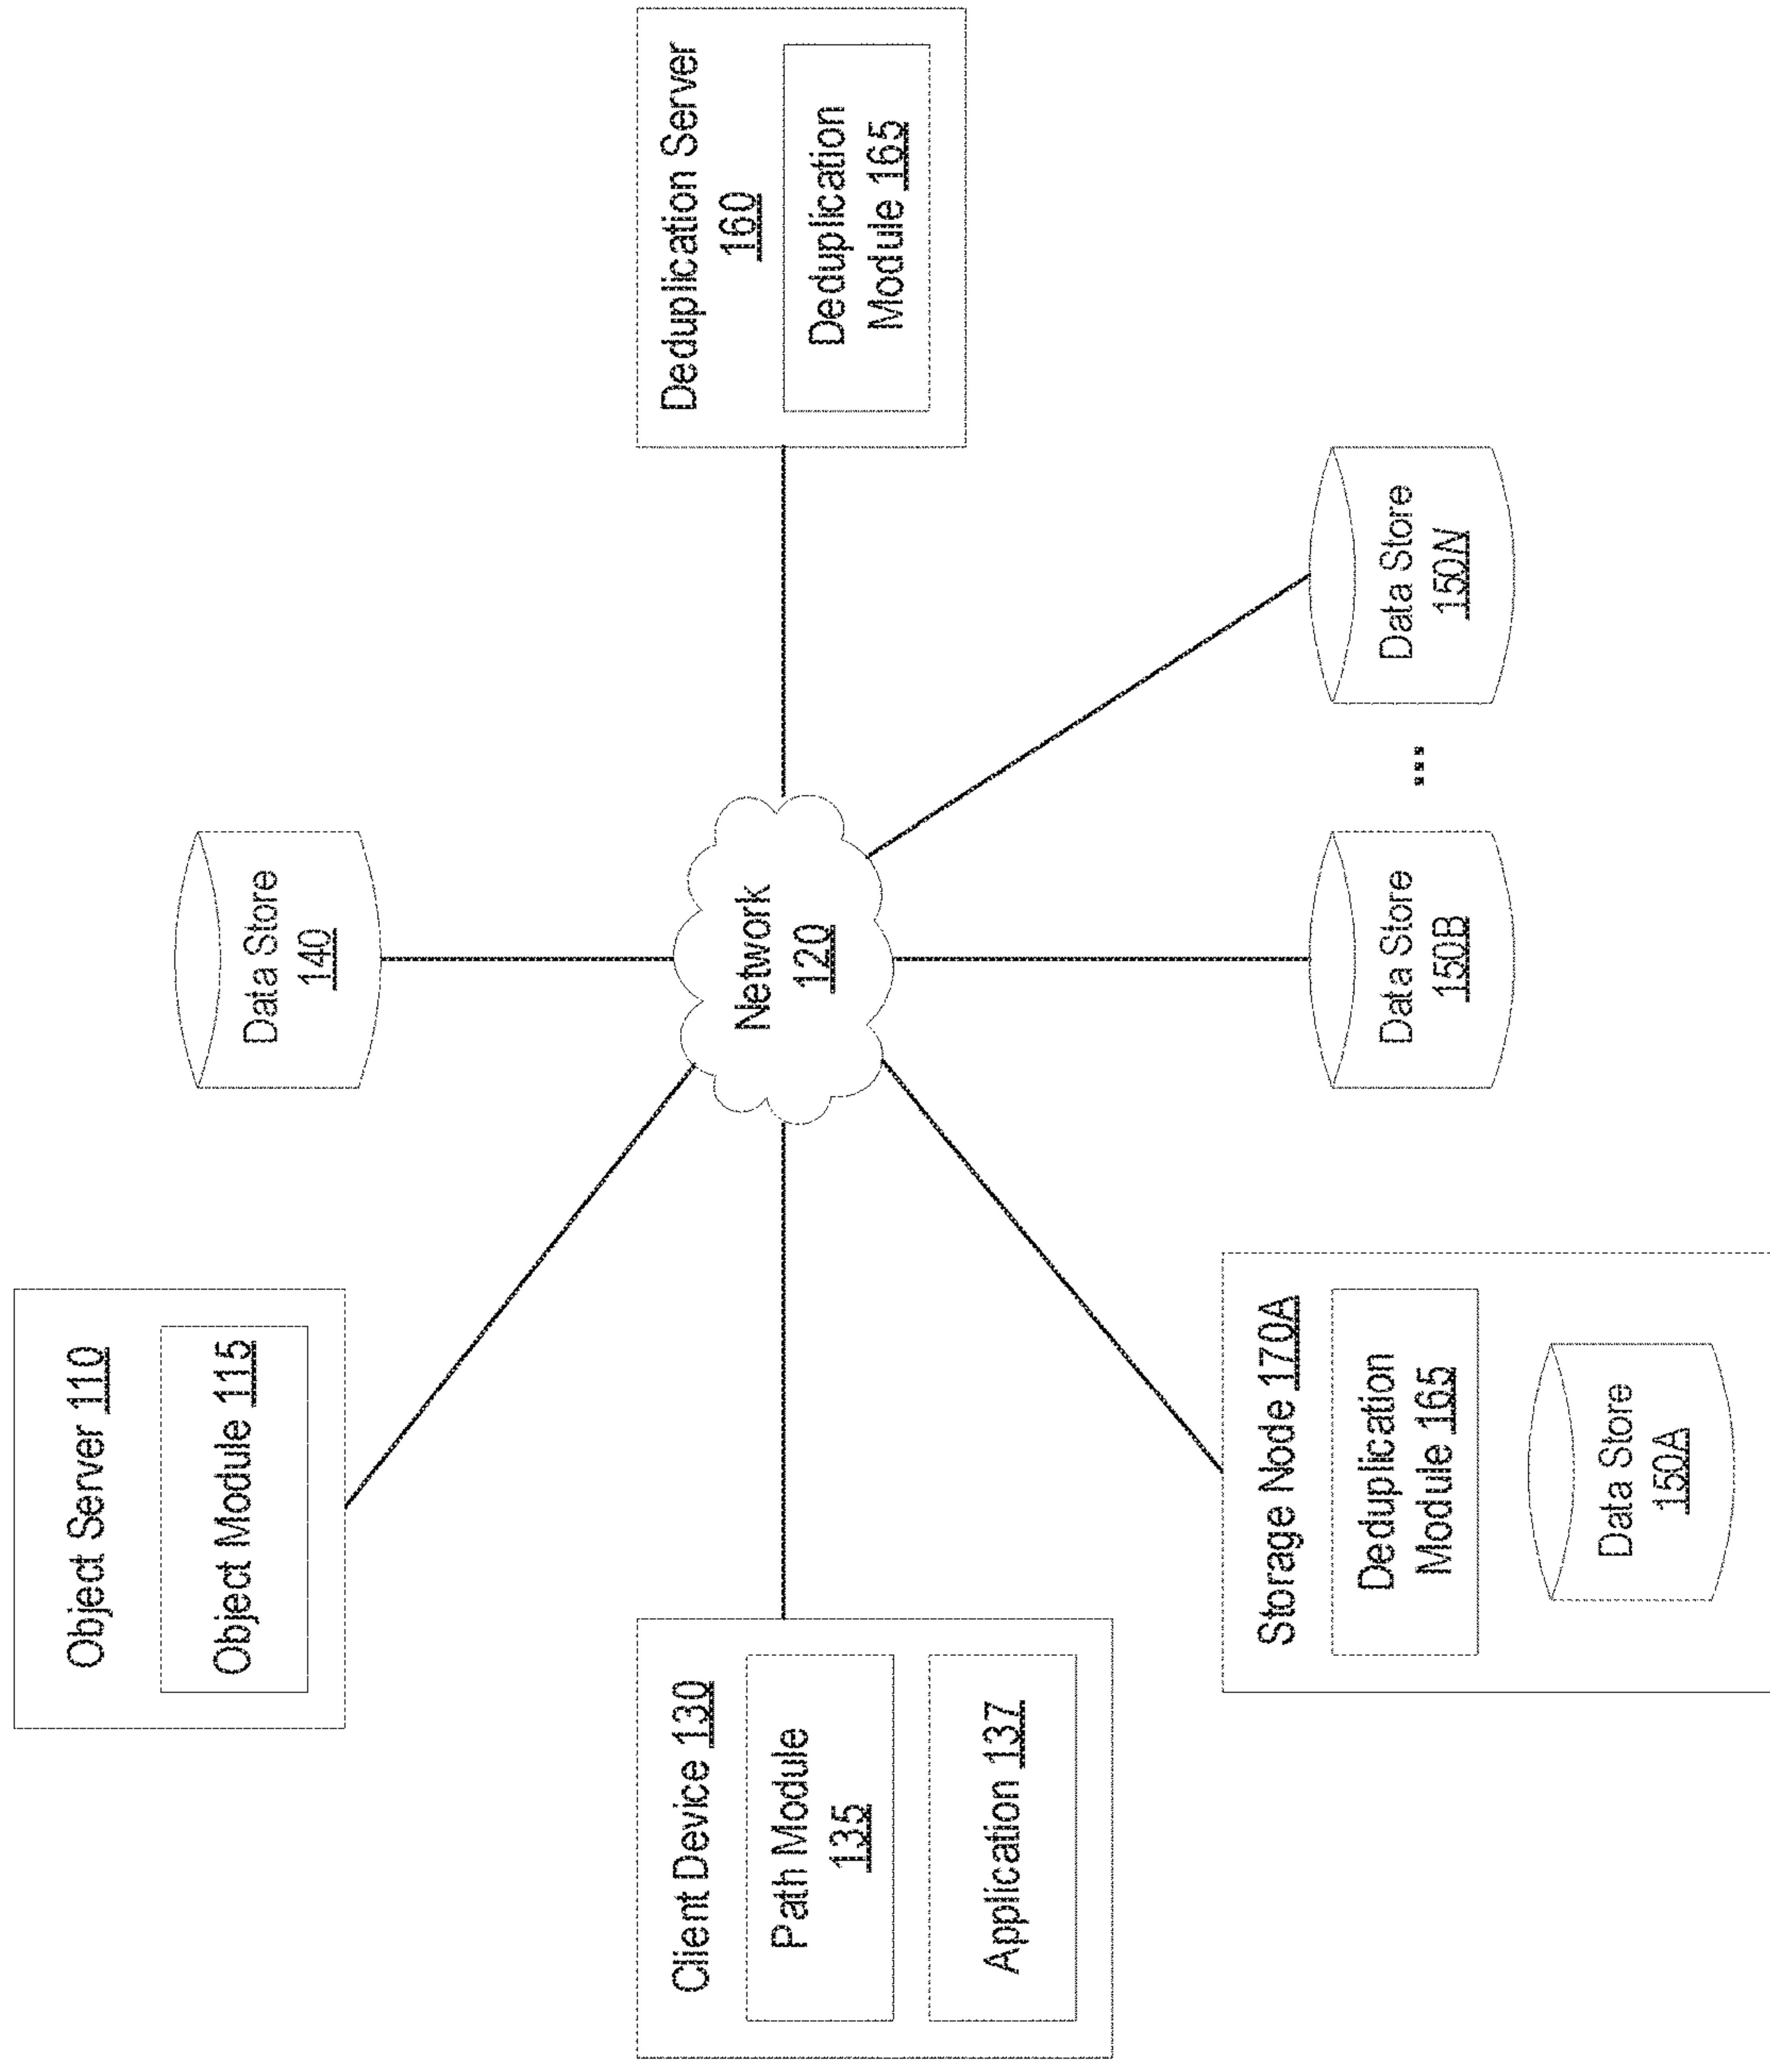 Object Server 110
Object Module 115
Data Store
140
Client Device 130
Path Module
135
Application 137
Network
120
Deduplication Server
160
Deduplication
Module 165
Storage Node 170A
Deduplication
Module 165
Data Store
150A
Data Store
150B
...
Data Store
150N